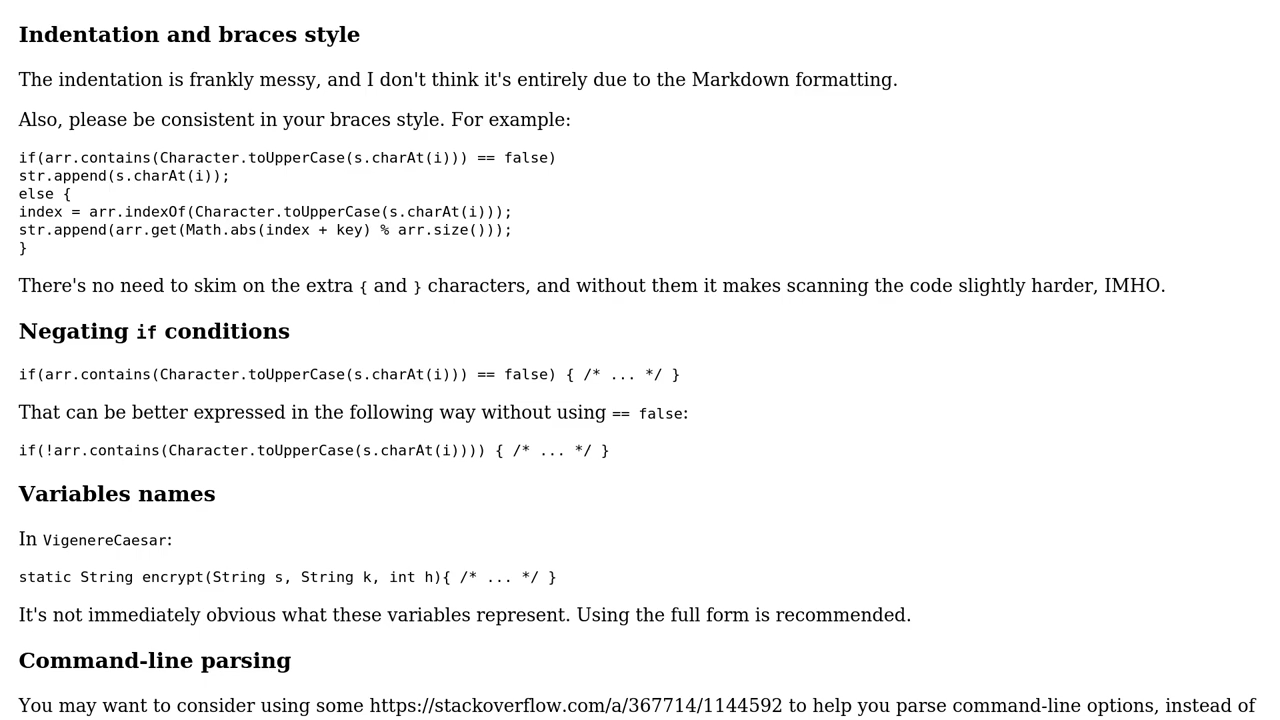 Indentation and braces style
The indentation is frankly messy, and I don't think it's entirely due to the Markdown formatting.
Also, please be consistent in your braces style. For example:
if(arr.contains(Character.toUpperCase(s.charAt(i))) == false)
str.append(s.charAt(i));
else {
index = arr.indexOf(Character.toUpperCase(s.charAt(i)));
str.append(arr.get(Math.abs(index + key) % arr.size()));
}
There's no need to skim on the extra { and } characters, and without them it makes scanning the code slightly harder, IMHO.
Negating if conditions
if(arr.contains(Character.toUpperCase(s.charAt(i))) == false) { /* ... */ }
That can be better expressed in the following way without using == false:
if(!arr.contains(Character.toUpperCase(s.charAt(i)))) { /* ... */ }
Variables names
In VigenereCaesar:
static String encrypt(String s, String k, int h){ /* ... */ }
It's not immediately obvious what these variables represent. Using the full form is recommended.
Command-line parsing
You may want to consider using some https://stackoverflow.com/a/367714/1144592 to help you parse command-line options, instead of